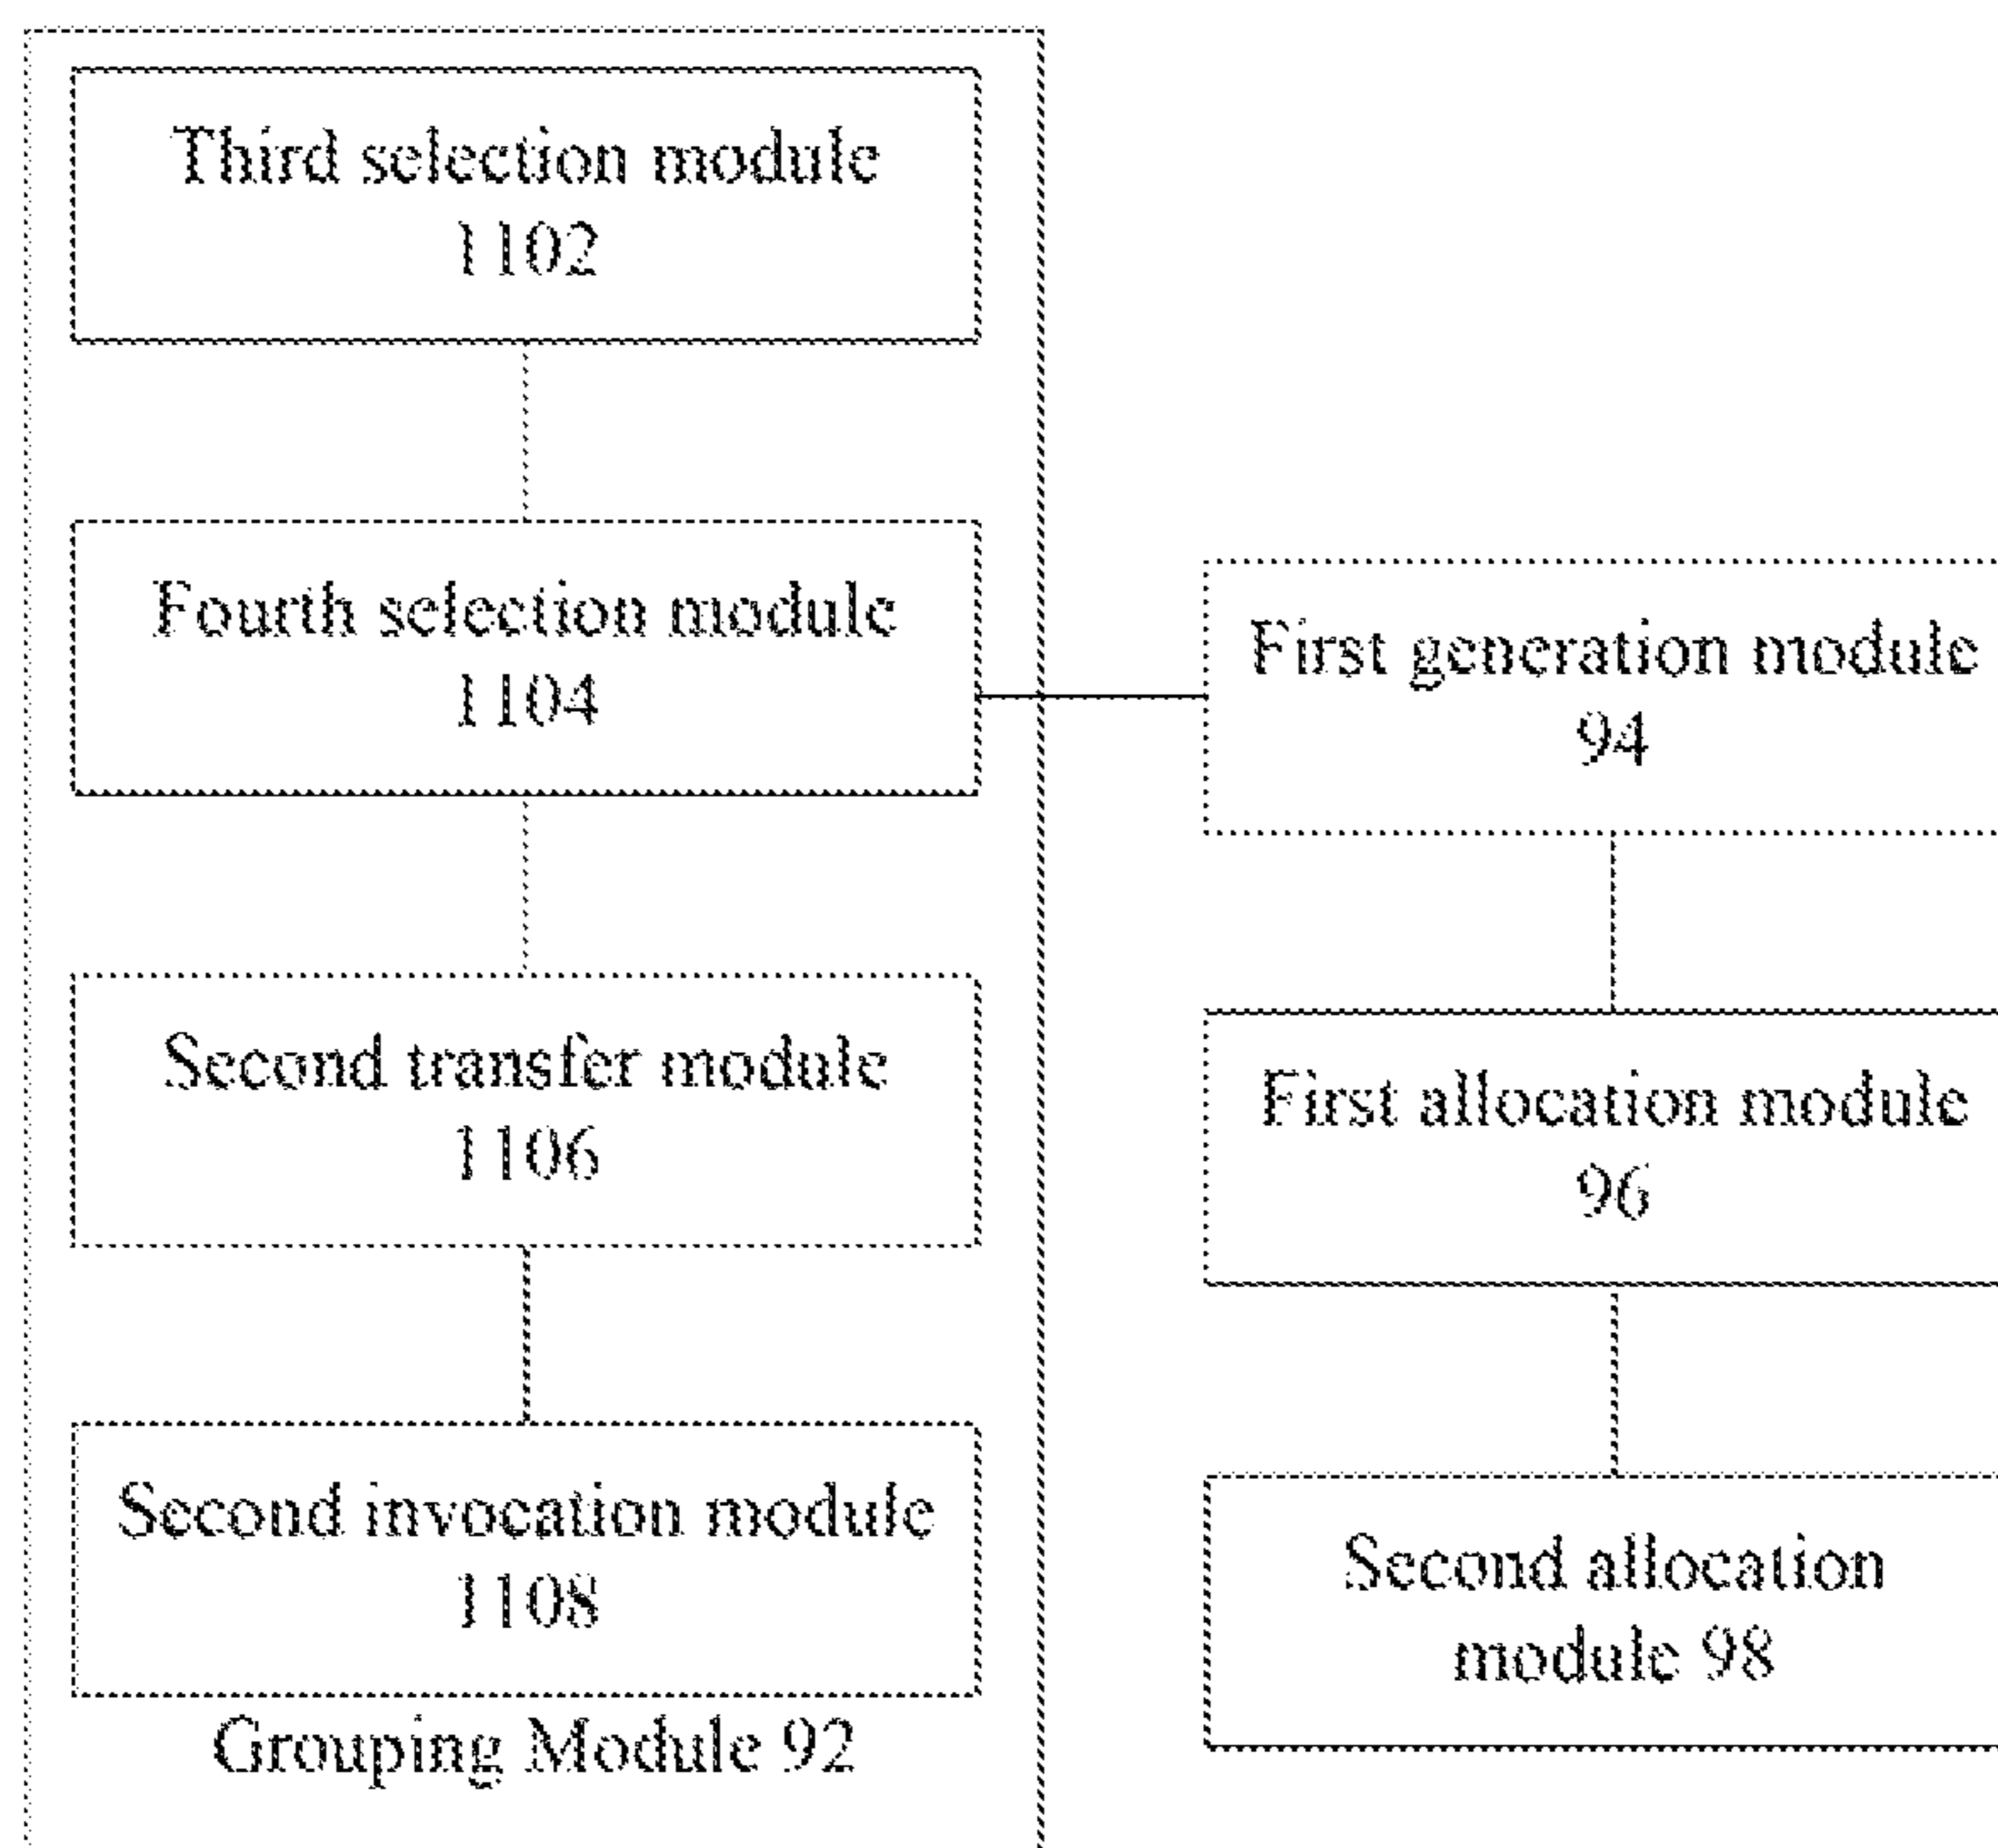 Third selection module
1102
Fourth selection module
1104
Second transfer module
1106
Second invocation module
1108
Grouping Module 92
First generation module
94
First allocation module
96
Second allocation
module 98